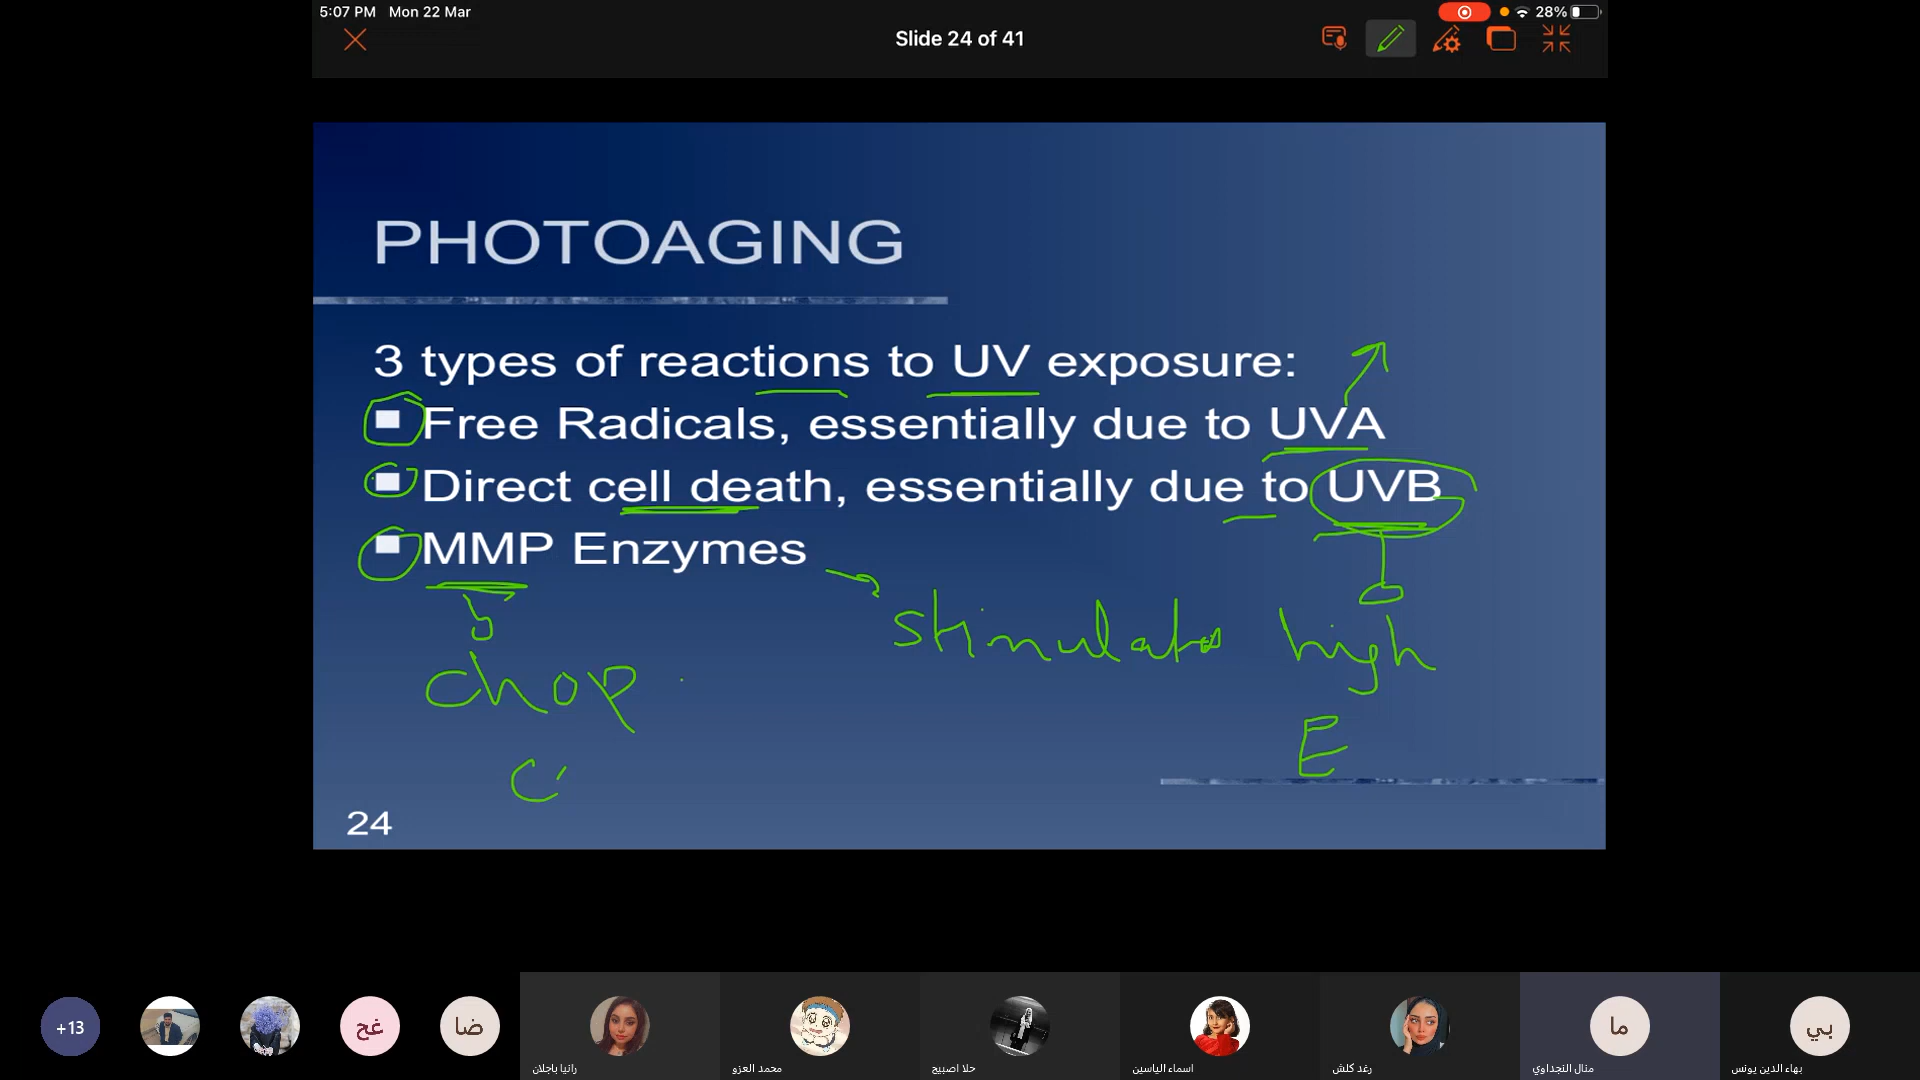 5:07 PM Mon 22 Mar
28%
Slide 24 of 41
PHOTOAGING
3 types of reactions to UV exposure:
Free Radicals, essentially due to UVA
Direct cell death, essentially due to UVB
MMP Enzymes
stimulate high
chop
E
C
24
+13
غح
ضا
ما
بي
رانيا باجلان
محمد العزو
حلا اصبيح
اسماء الياسين
رغد كلش
منال النجداوي
بهاء الدين يونس